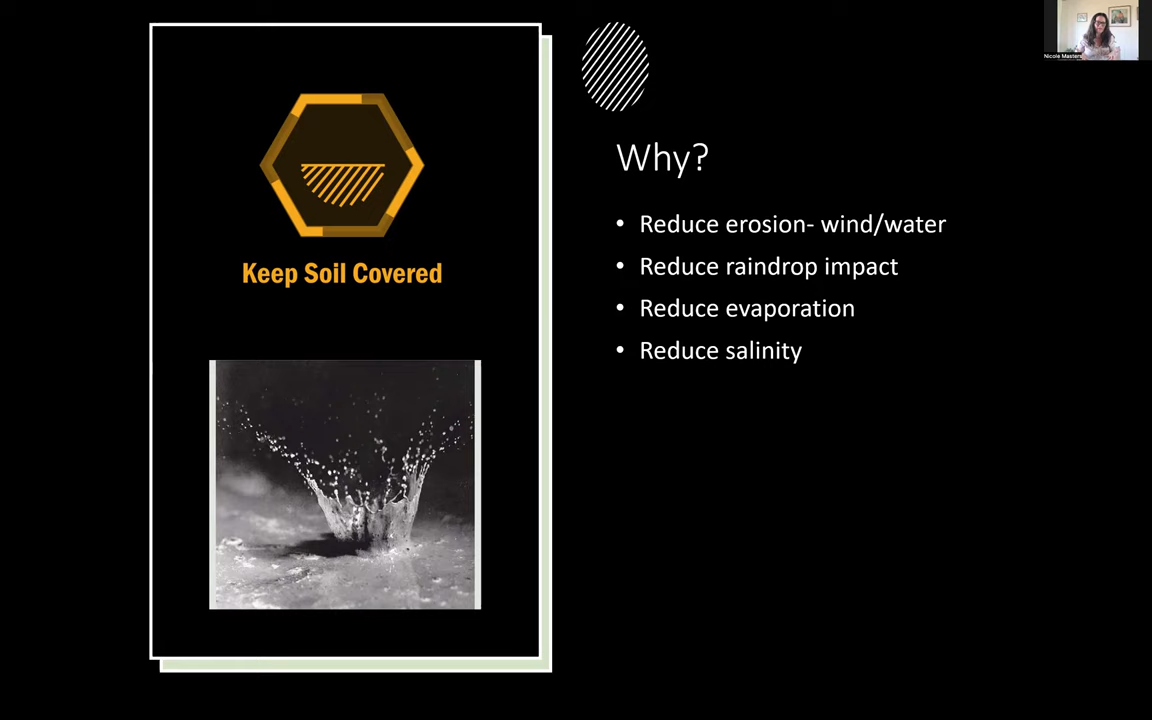 Nicole Masters
Keep Soil Covered
Why?
• Reduce erosion- wind/water
• Reduce raindrop impact
• Reduce evaporation
• Reduce salinity